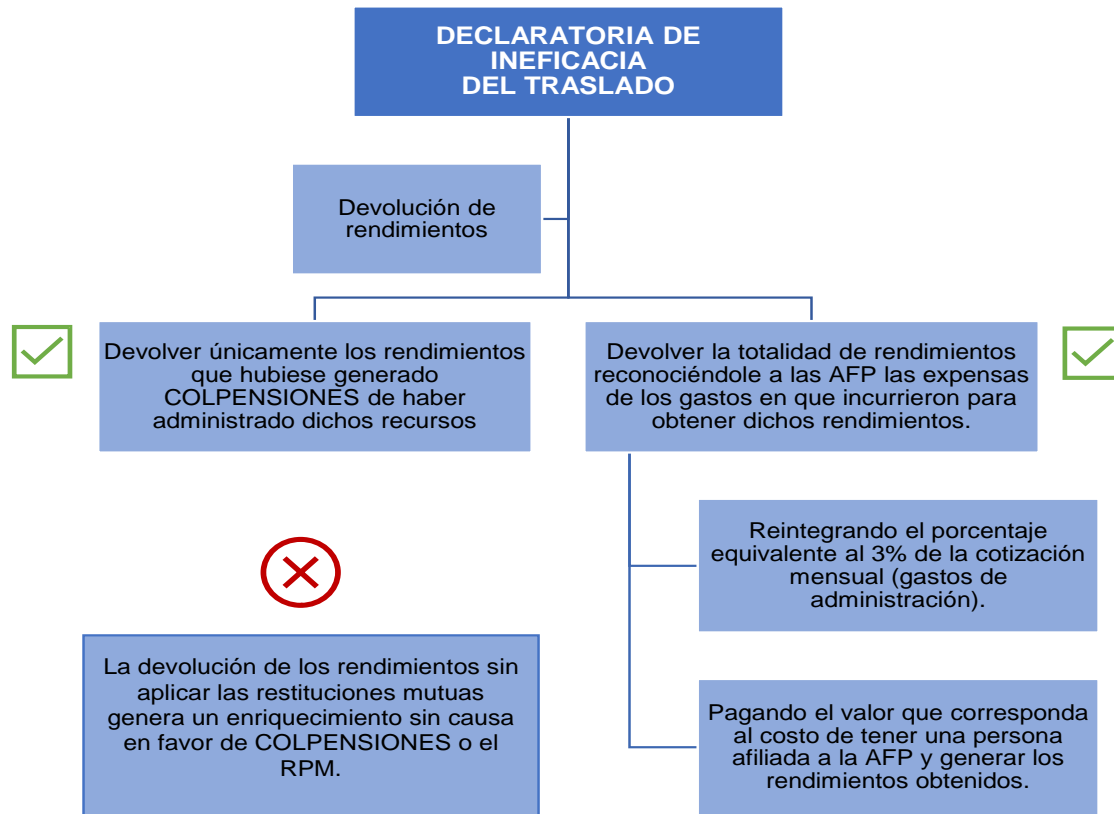 DECLARATORIA DE
INEFICACIA
DEL TRASLADO
Devolución de
rendimientos
Devolver únicamente los rendimientos
que hubiese generado
COLPENSIONES de haber
administrado dichos recursos
Devolver la totalidad de rendimientos
reconociéndole a las AFP las expensas
de los gastos en que incurrieron para
obtener dichos rendimientos.
Reintegrando el porcentaje
equivalente al 3% de la cotización
mensual (gastos de
administración).
La devolución de los rendimientos sin
aplicar las restituciones mutuas
genera un enriquecimiento sin causa
en favor de COLPENSIONES o el
RPM.
Pagando el valor que corresponda
al costo de tener una persona
afiliada a la AFP y generar los
rendimientos obtenidos.